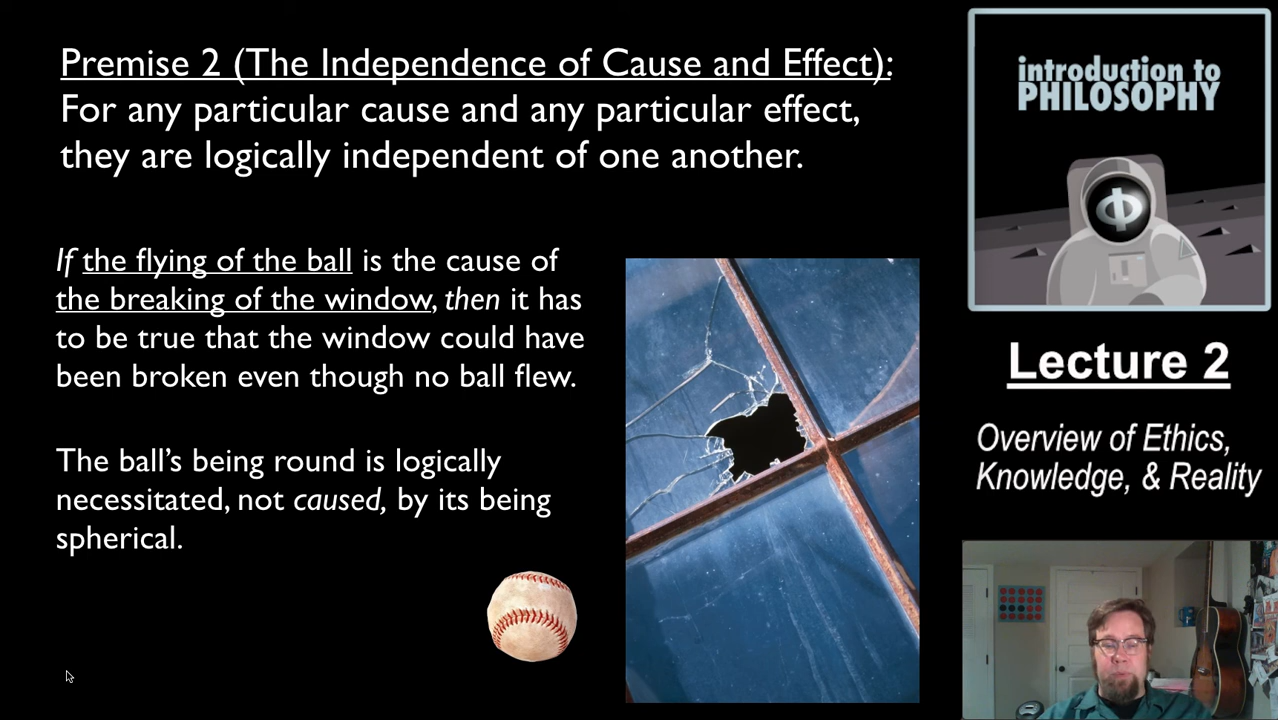 Premise 2 (The Independence of Cause and Effect):
For any particular cause and any particular effect,
they are logically independent of one another.
If the flying of the ball is the cause of
the breaking of the window, then it has
to be true that the window could have
been broken even though no ball flew.
The ball’s being round is logically
necessitated, not caused, by its being
spherical.
introduction to
PHILOSOPHY
Φ
Lecture 2
Overview of Ethics,
Knowledge, & Reality